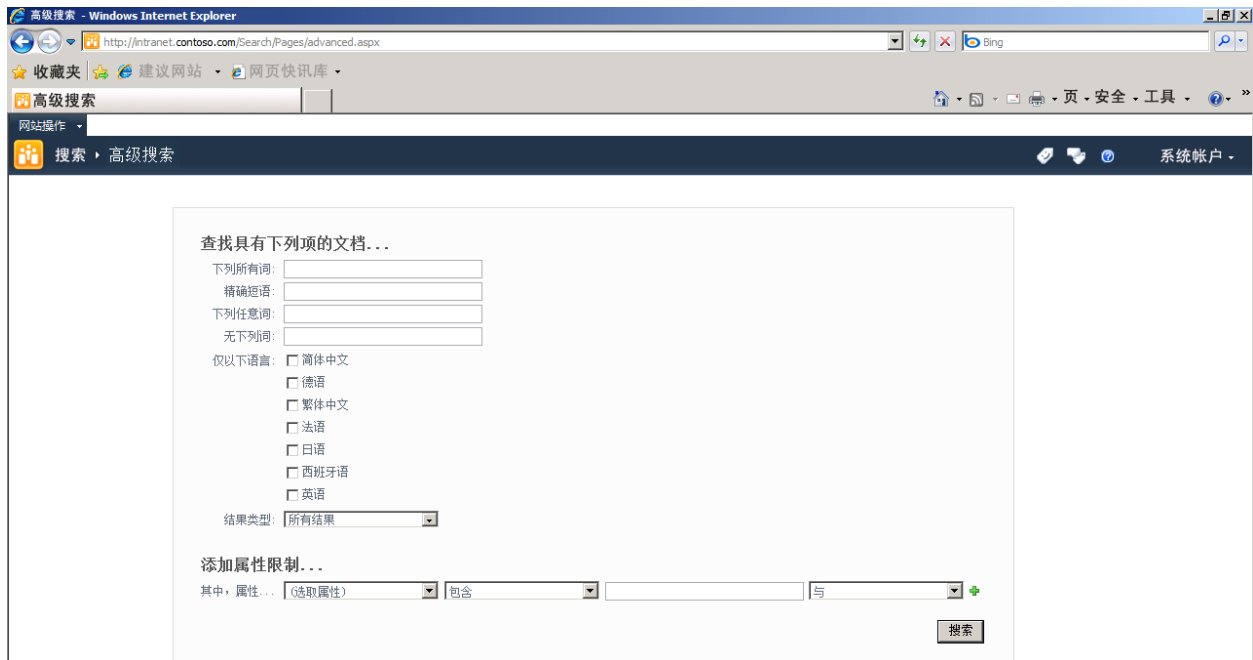 高级搜索 - Windows Internet Explorer
http://intranet.contoso.com/Search/Pages/advanced.aspx
Bing
收藏夹 建议网站 网页快讯库
高级搜索
页 安全 工具 »
网站操作
搜索 高级搜索
系统帐户
查找具有下列项的文档...
下列所有词:
精确短语:
下列任意词:
无下列词:
仅以下语言: 简体中文
德语
繁体中文
法语
日语
西班牙语
英语
结果类型: 所有结果
添加属性限制...
其中，属性... (选取属性) 包含 与
搜索